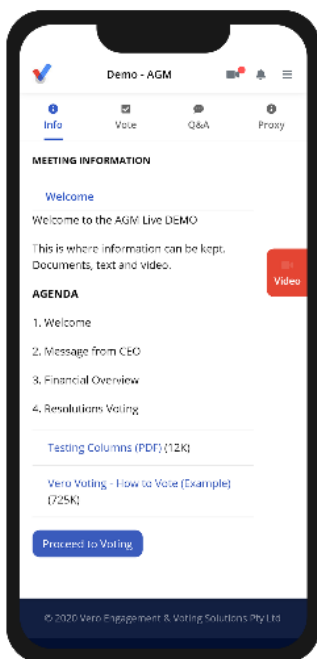 Demo - AGM
Info Vote Q&A Proxy
MEETING INFORMATION
Welcome
Welcome to the AGM Live DEMO
This is where information can be kept.
Documents, text and video.
Video
AGENDA
1. Welcome
2. Message from CEO
3. Financial Overview
4. Resolutions Voting
Testing Columns (PDF) (12K)
Vero Voting - How to Vote (Example)
(725K)
Proceed to Voting
© 2020 Vero Engagement & Voting Solutions Pty Ltd